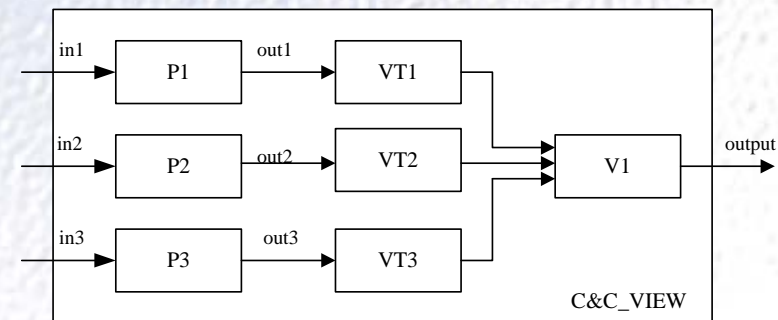 in1
P1
out1
VT1
in2
P2
out2
VT2
V1
output
in3
P3
out3
VT3
C&C_VIEW